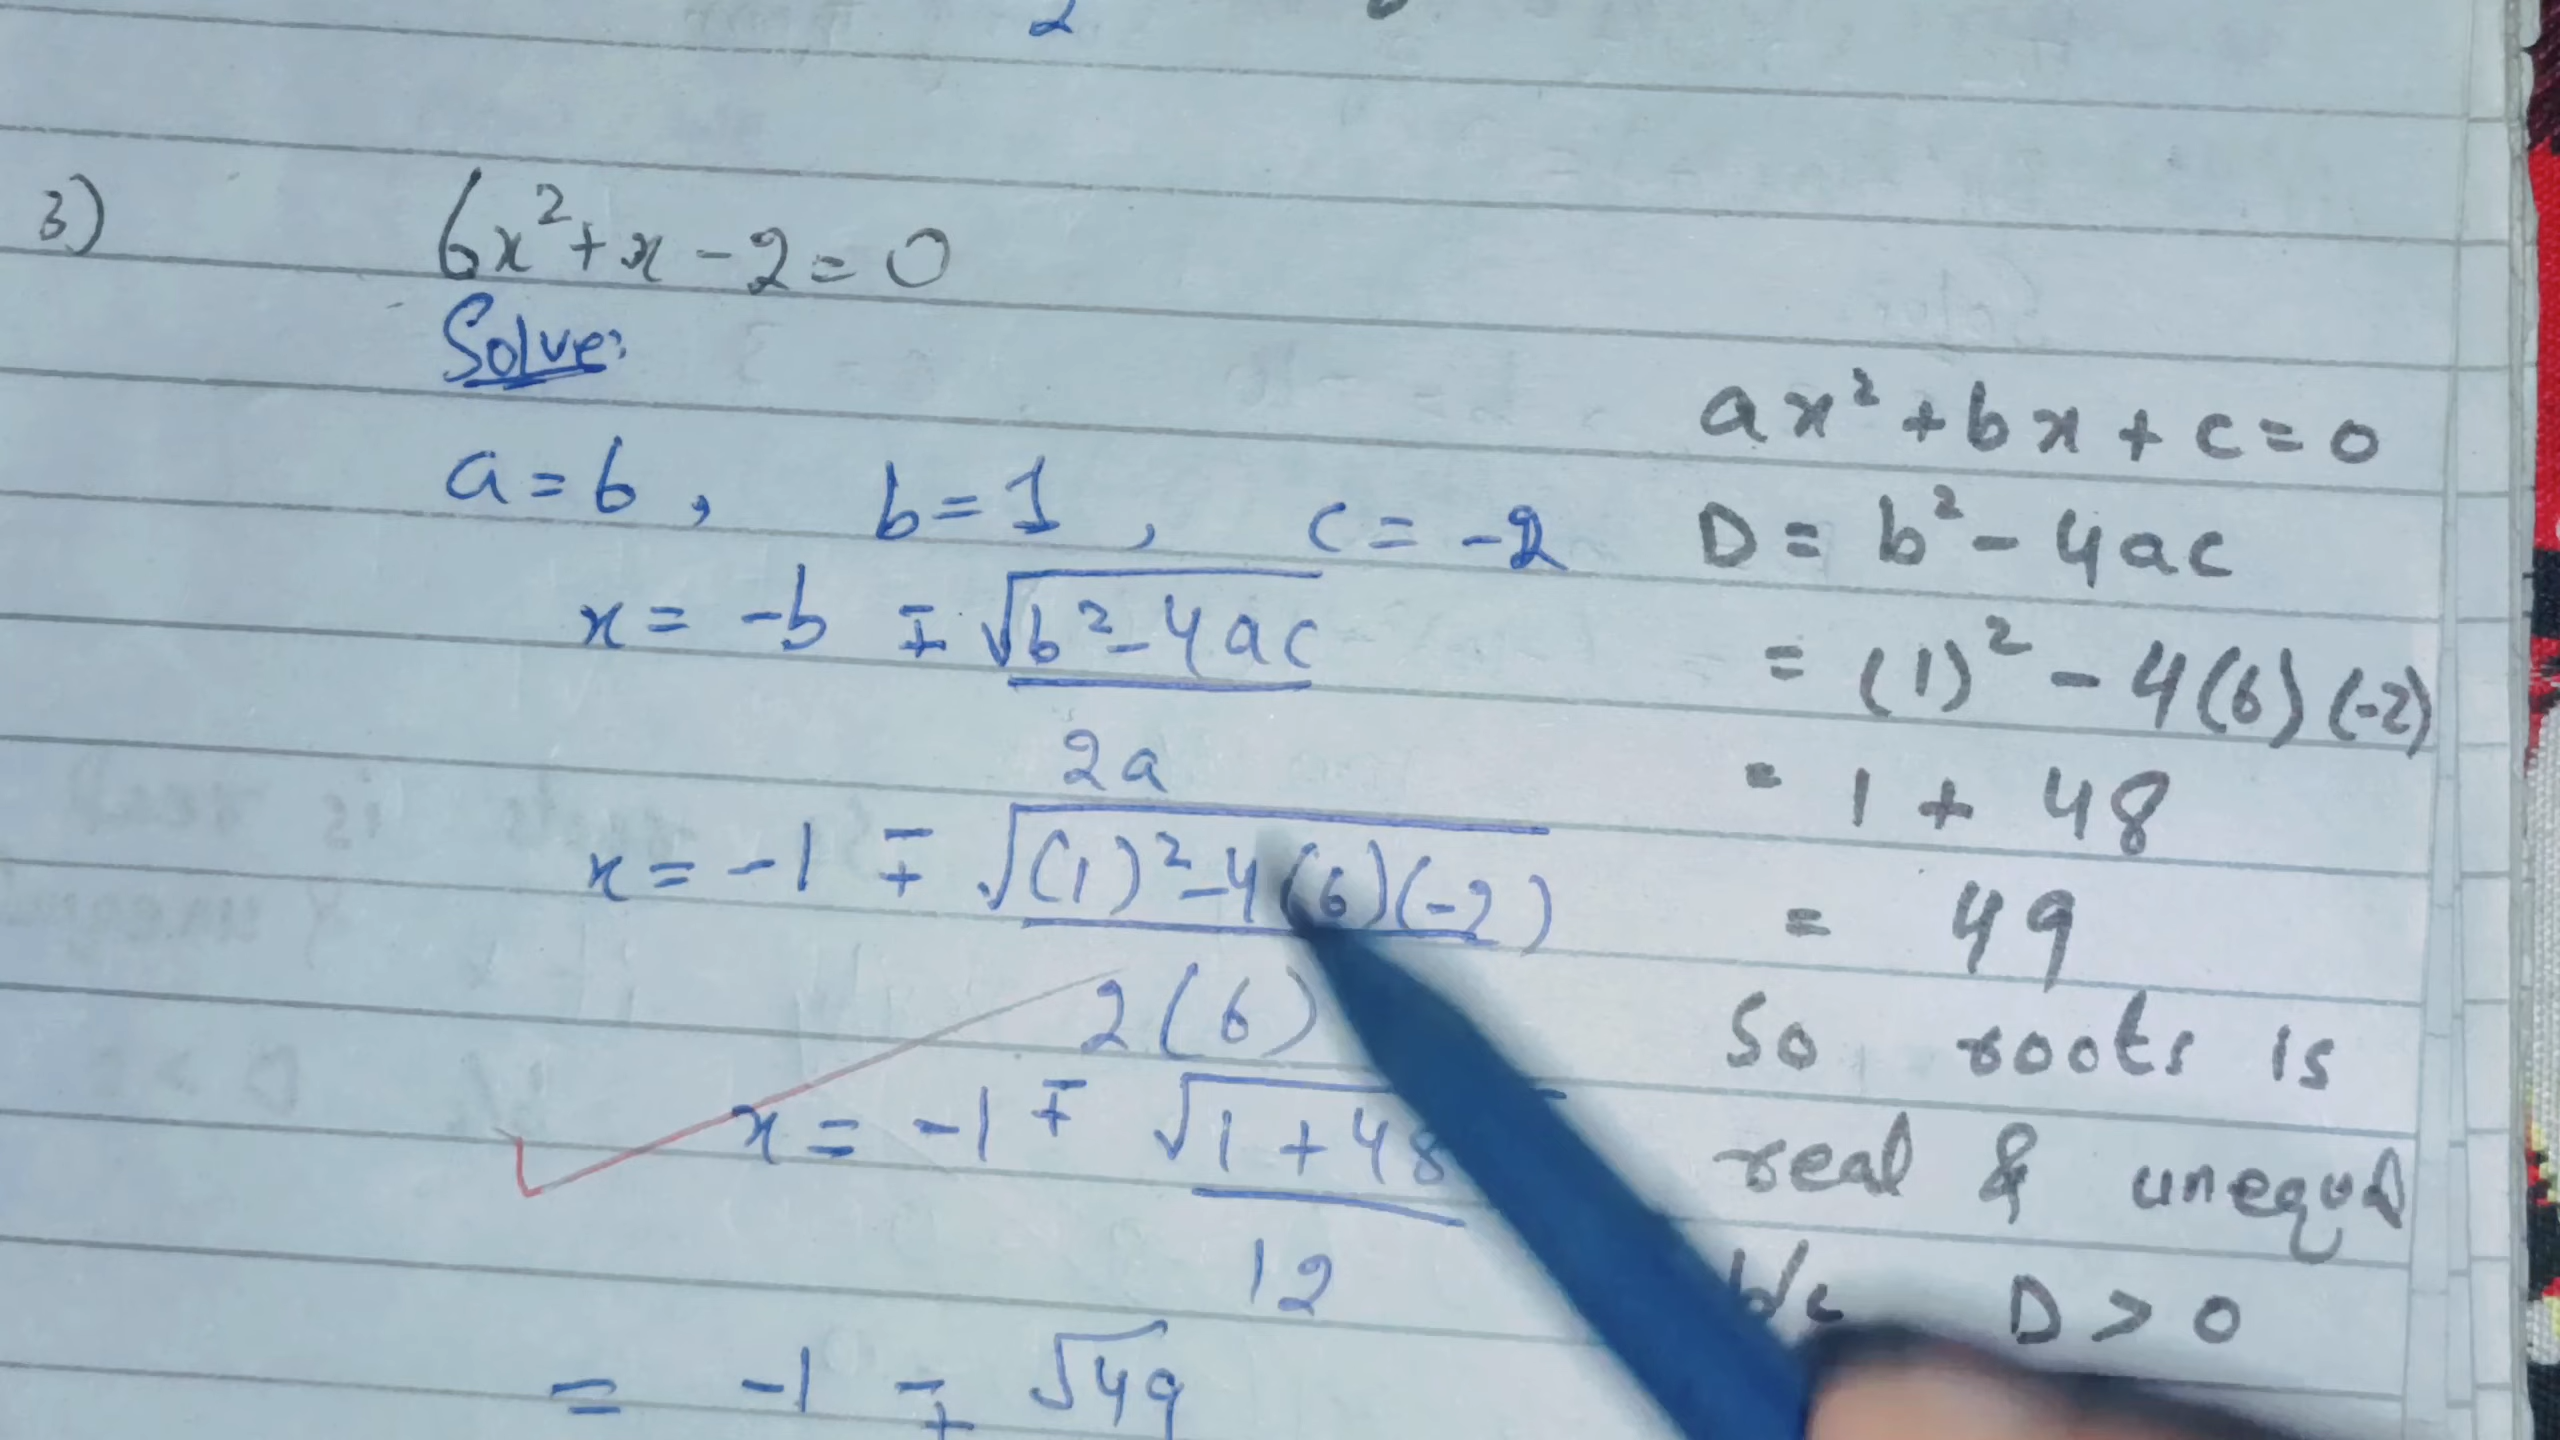 2
3) 6x²+x-2=0
Solve:
a=6, b=1, c=-2
x= -b ∓ √b²-4ac
2a
x= -1 ∓ √(1)²-4(6)(-2)
2(6)
x= -1 ∓ √1+48
12
= -1 ∓ √49
ax²+bx+c=0
D= b²-4ac
= (1)²-4(6)(-2)
= 1 + 48
= 49
So roots is
real & unequal
b/c D > 0